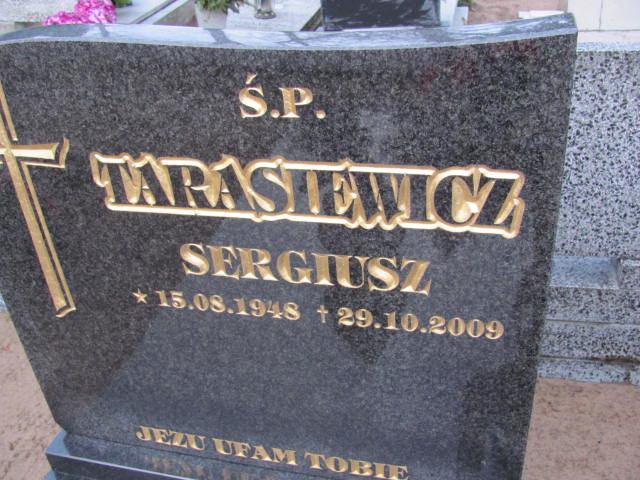 Ś.P.
TARASIEWICZ
SERGIUSZ
★ 15.08.1948 † 29.10.2009
JEZU UFAM TOBIE